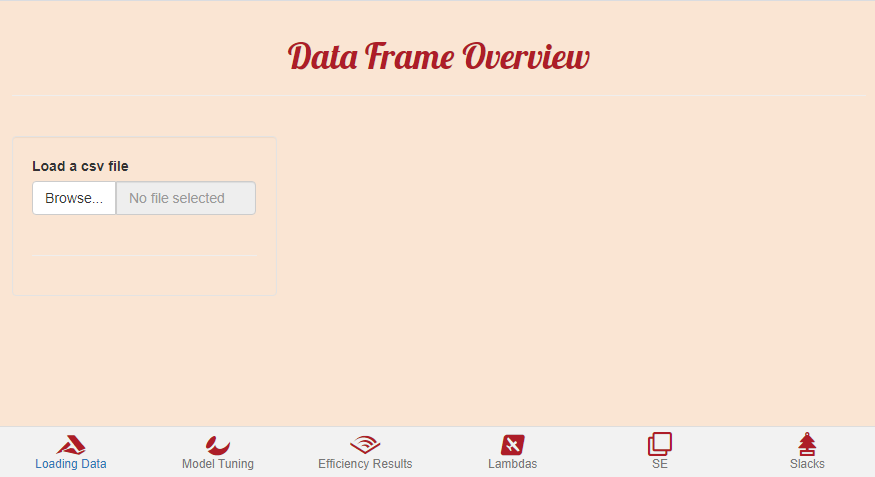 Data Frame Overview
Load a csv file
Browse... No file selected
Loading Data Model Tuning Efficiency Results Lambdas SE Slacks